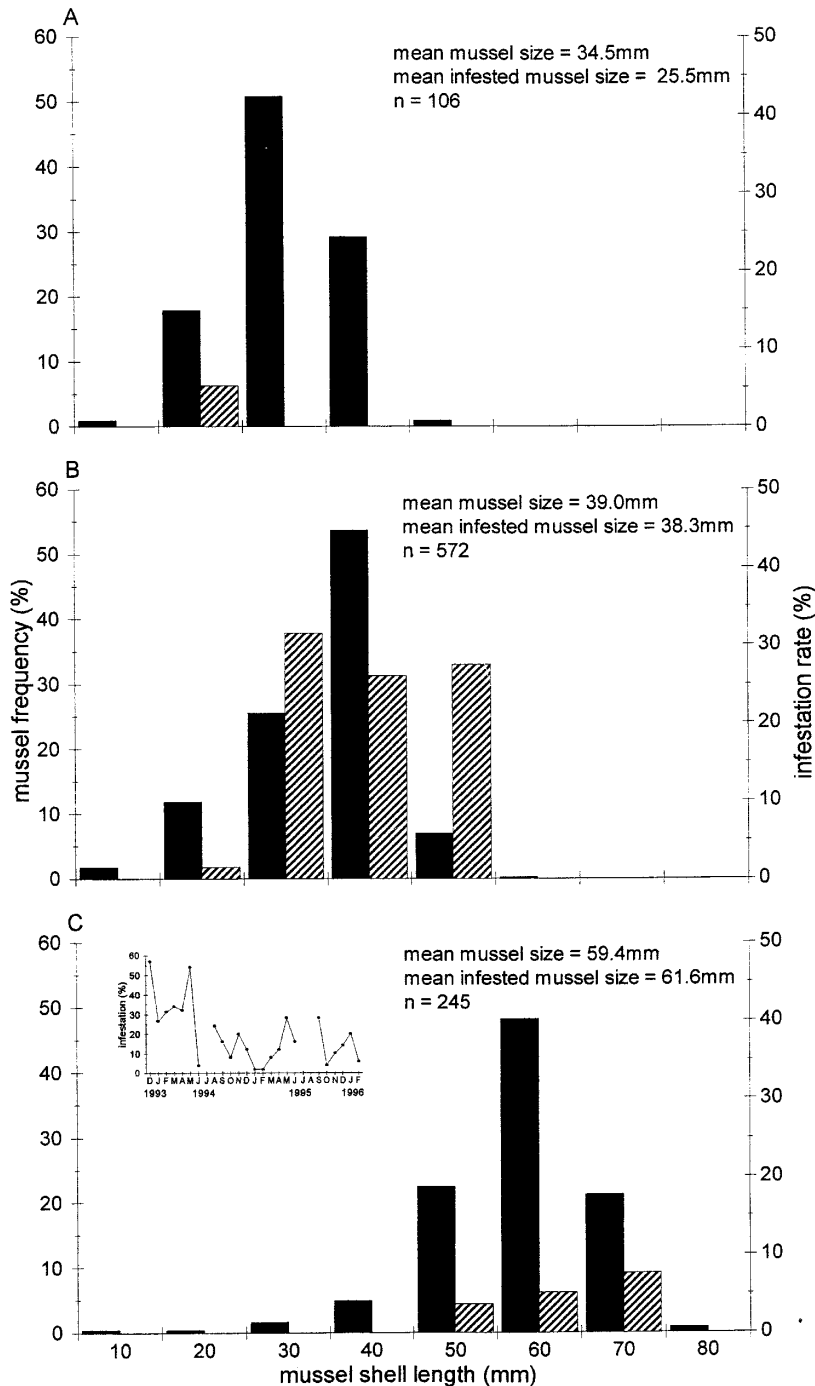 A
60
50
40
30
20
10
0
mean mussel size = 34.5mm
mean infested mussel size = 25.5mm
n = 106
50
40
30
20
10
0
B
60
50
40
30
20
10
0
mean mussel size = 39.0mm
mean infested mussel size = 38.3mm
n = 572
50
40
30
20
10
0
mussel frequency (%)
infestation rate (%)
C
60
50
40
30
20
10
0
60
50
40
30
20
10
0
infestation (%)
D J F M A M J J A S O N D J F M A M J J A S O N D J F
1993 1994 1995 1996
mean mussel size = 59.4mm
mean infested mussel size = 61.6mm
n = 245
50
40
30
20
10
0
10 20 30 40 50 60 70 80
mussel shell length (mm)